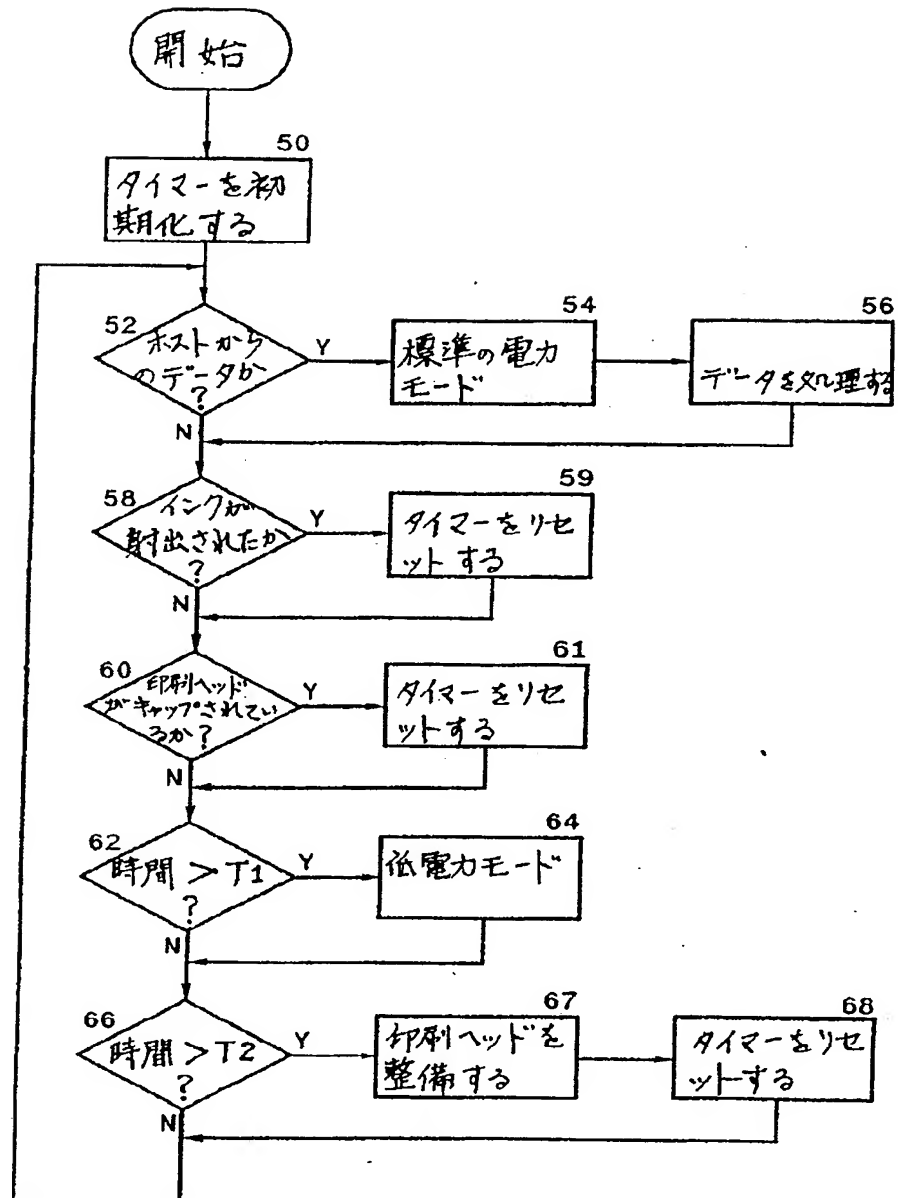 開始
50
タイマーを初
期化する
52
ホストから
のデータか
?
Y
N
54
標準の電力
モード
56
データを処理する
58
インクが
射出されたか
?
Y
N
59
タイマーをリセ
ットする
60
印刷ヘッド
がキャップされてい
るか?
Y
N
61
タイマーをリセ
ットする
62
時間 > T1
?
Y
N
64
低電力モード
66
時間 > T2
?
Y
N
67
印刷ヘッドを
整備する
68
タイマーをリセ
ットする